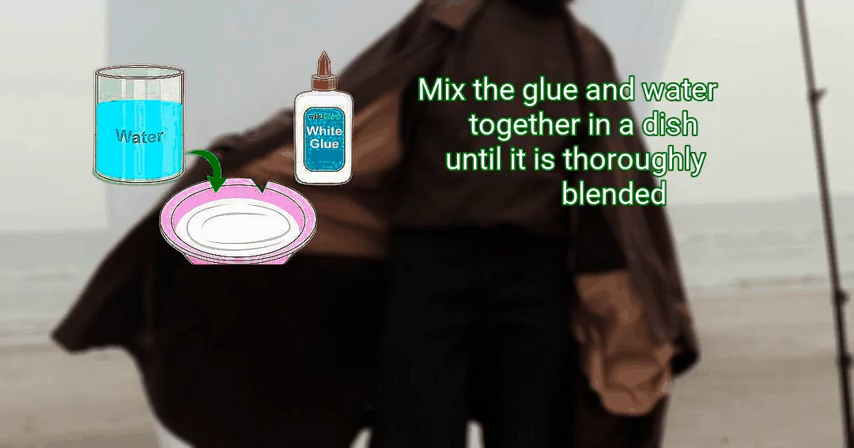 Water
White
Glue
Mix the glue and water
together in a dish
until it is thoroughly
blended